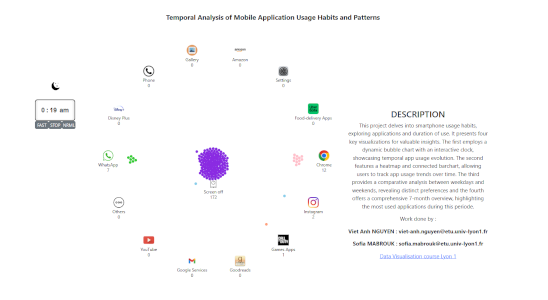 Temporal Analysis of Mobile Application Usage Habits and Patterns
Gallery
0
Amazon
0
Phone
0
Settings
0
0 : 19 am
FAST STOP NRML
Disney Plus
0
Food-delivery Apps
0
WhatsApp
7
Chrome
12
Screen off
172
Others
0
Instagram
2
YouTube
0
Career Apps
1
Google Services
0
Goodreads
0
DESCRIPTION
This project delves into smartphone usage habits,
exploring applications and duration of use. It presents four
key visualizations for valuable insights. The first employs a
dynamic bubble chart with an interactive clock,
showcasing temporal app usage evolution. The second
features a heatmap and connected barchart, allowing
users to track app usage trends over time. The third
provides a comparative analysis between weekdays and
weekends, revealing distinct preferences and the fourth
offers a comprehensive 7-month overview, highlighting
the most used applications during this periode.
Work done by :
Viet Anh NGUYEN : viet-anh.nguyen@etu.univ-lyon1.fr
Sofia MABROUK : sofia.mabrouk@etu.univ-lyon1.fr
Data Visualisation course Lyon 1